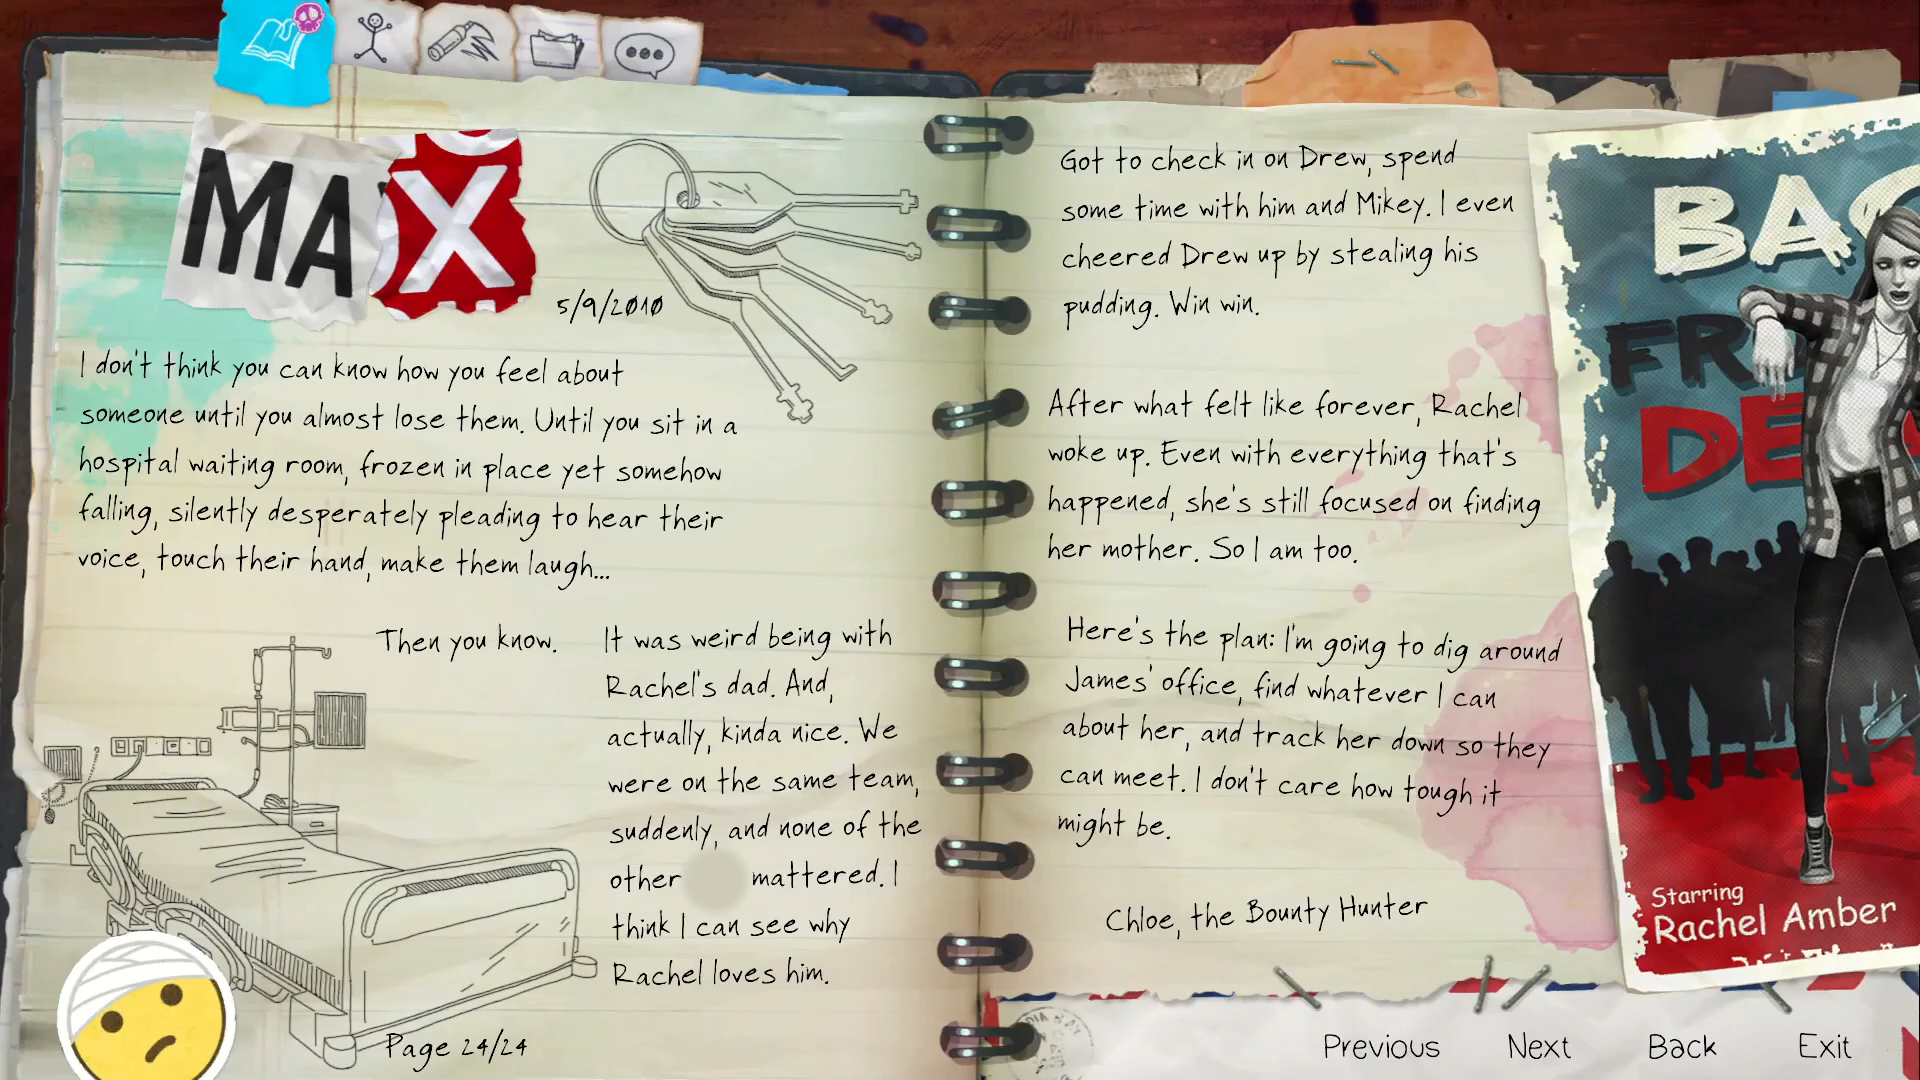 MAX
5/9/2010
I don't think you can know how you feel about
someone until you almost lose them. Until you sit in a
hospital waiting room, frozen in place yet somehow
falling, silently desperately pleading to hear their
voice, touch their hand, make them laugh...
Then you know.
It was weird being with
Rachel's dad. And,
actually, kinda nice. We
were on the same team,
suddenly, and none of the
other mattered. I
think I can see why
Rachel loves him.
Page 24/24
Got to check in on Drew, spend
some time with him and Mikey. I even
cheered Drew up by stealing his
pudding. Win win.
After what felt like forever, Rachel
woke up. Even with everything that's
happened, she's still focused on finding
her mother. So I am too.
Here's the plan: I'm going to dig around
James' office, find whatever I can
about her, and track her down so they
can meet. I don't care how tough it
might be.
Chloe, the Bounty Hunter
Starring
Rachel Amber
Previous Next Back Exit